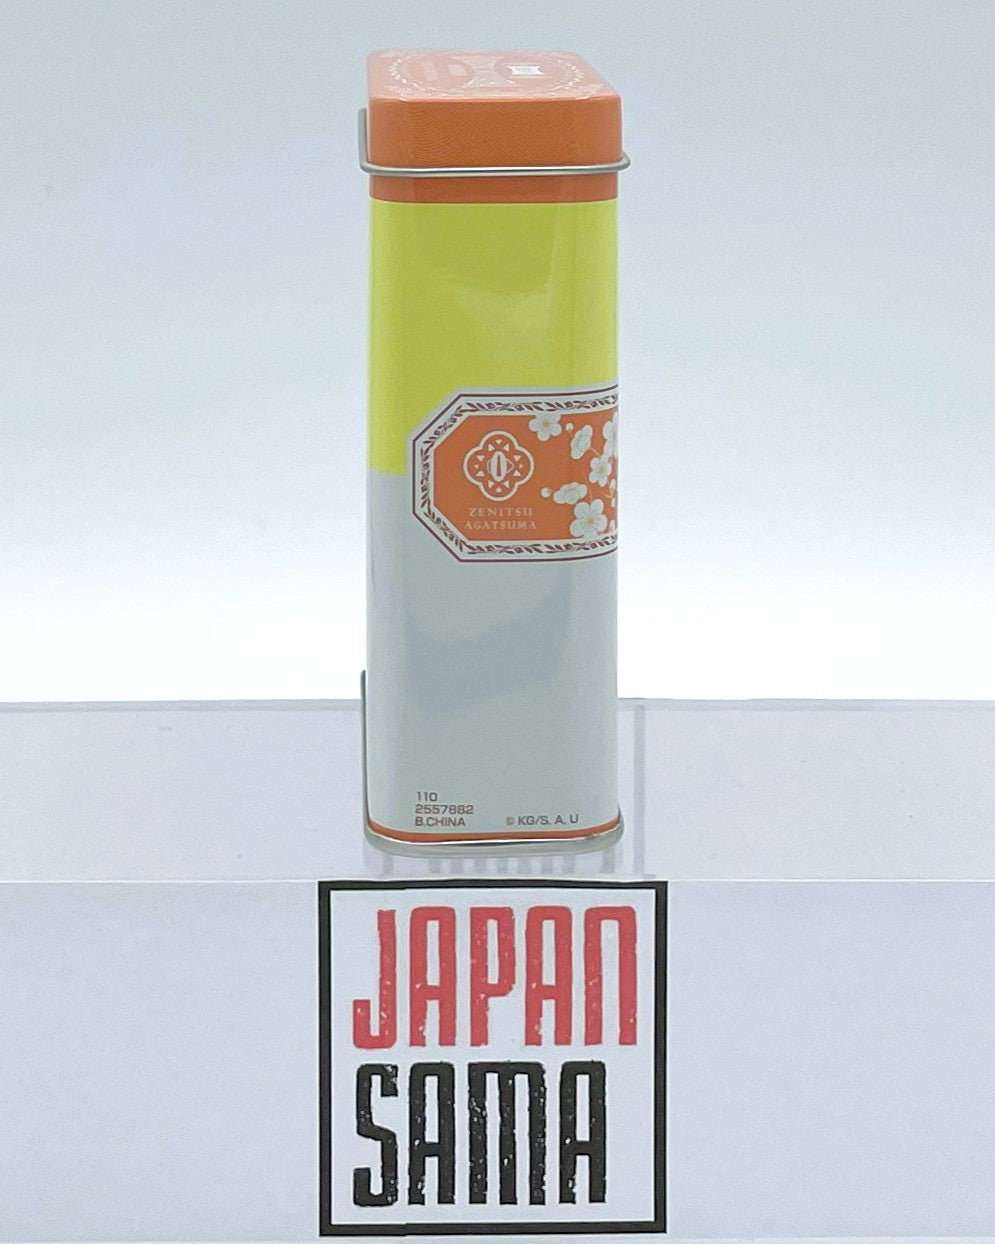 ZENITSU
AGATSUMA
110
2557882
B.CHINA
© KG/S, A, U
JAPAN
SAMA